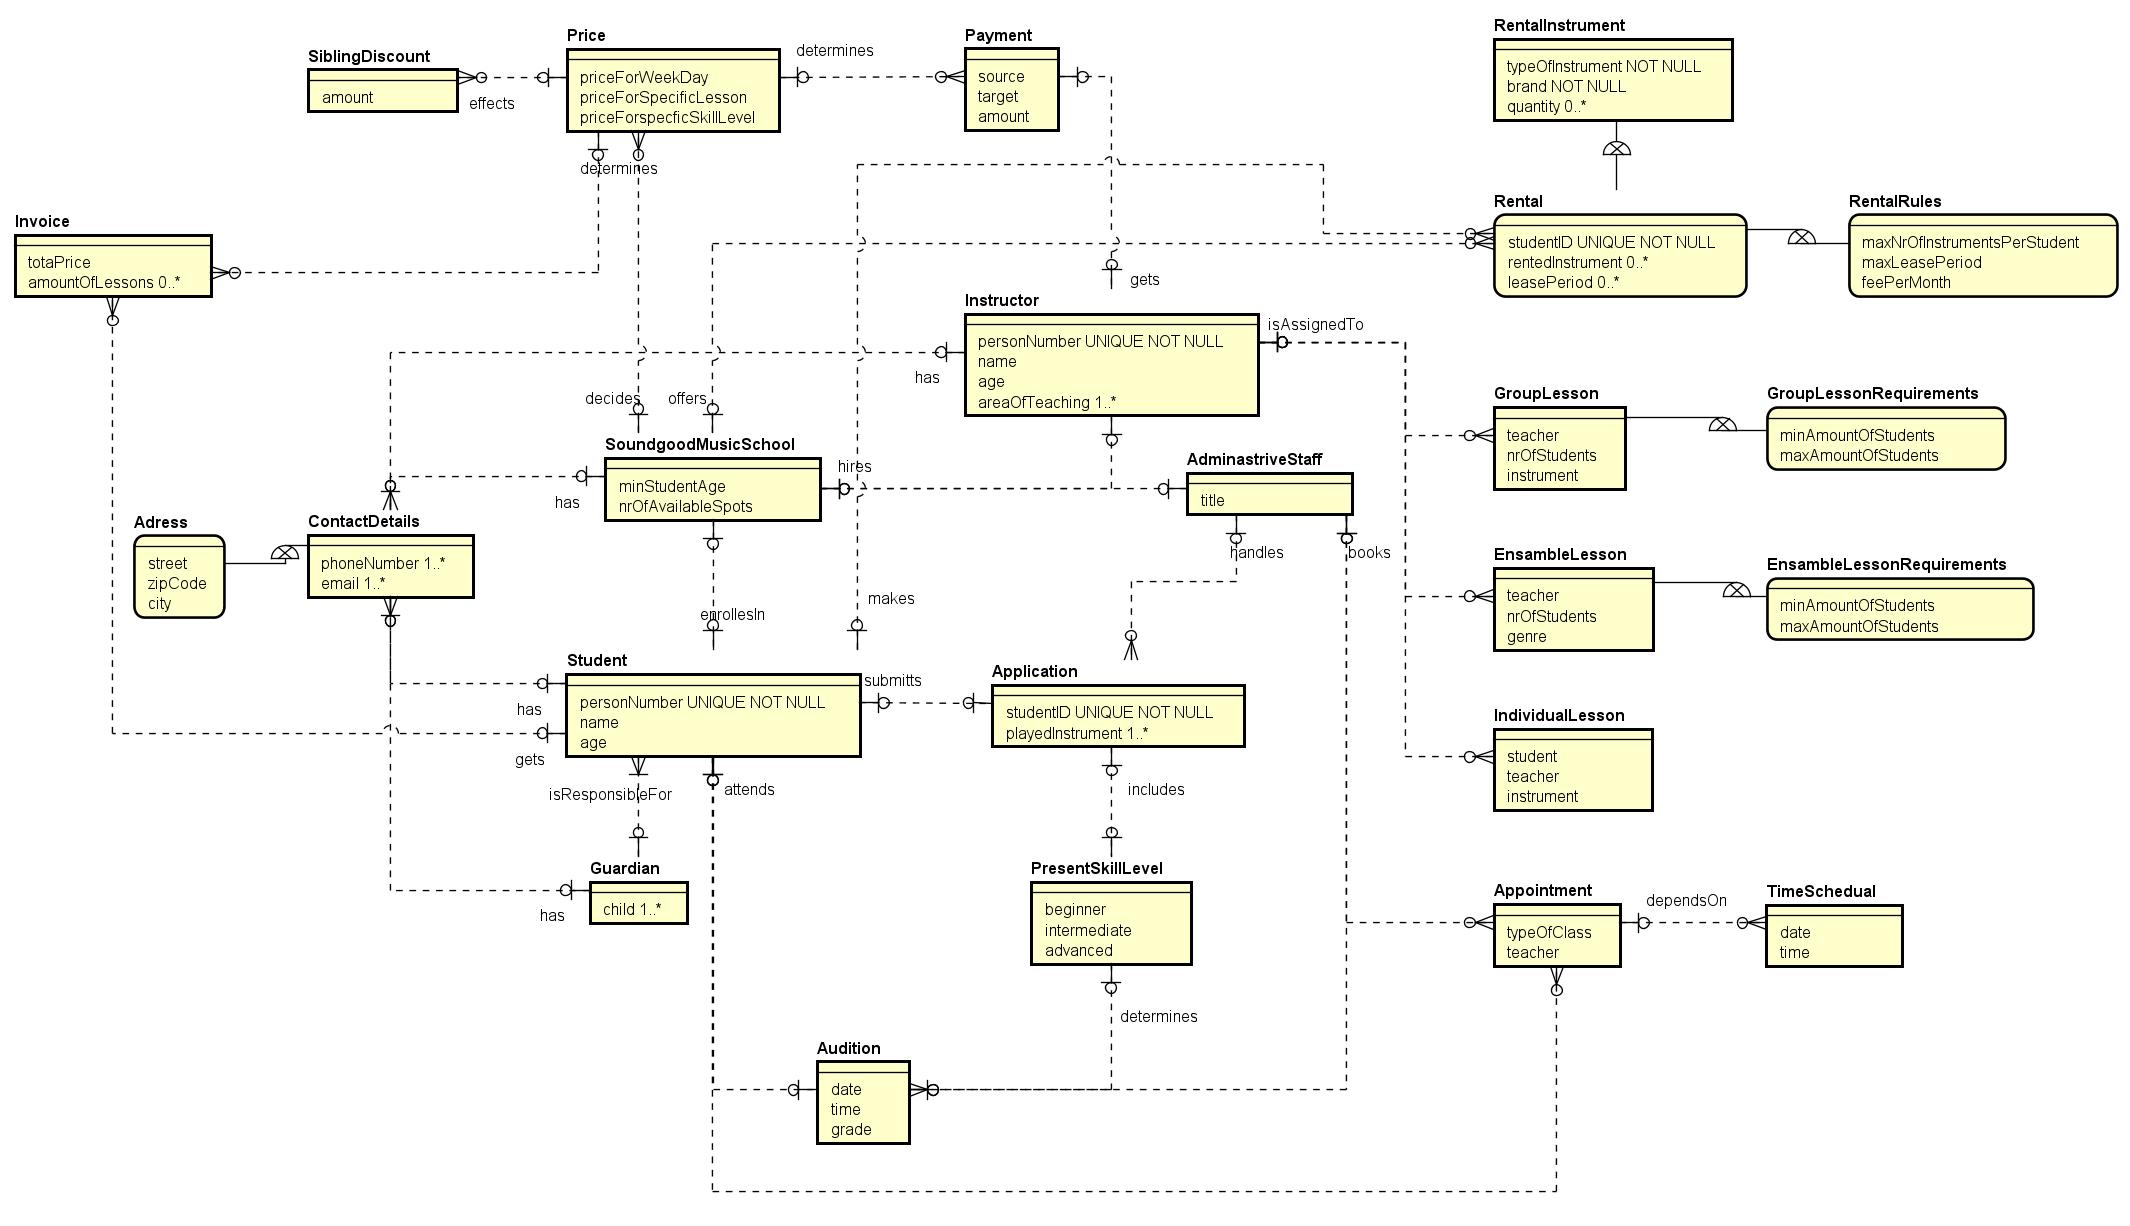 RentalInstrument
typeOfInstrument NOT NULL
brand NOT NULL
quantity 0..*
SiblingDiscount
amount
effects
Price
priceForWeekDay
priceForSpecificLesson
priceForspecficSkillLevel
determines
determines
Payment
source
target
amount
gets
Rental
studentID UNIQUE NOT NULL
rentedInstrument 0..*
leasePeriod 0..*
RentalRules
maxNrOfInstrumentsPerStudent
maxLeasePeriod
feePerMonth
Invoice
totaPrice
amountOfLessons 0..*
Instructor
personNumber UNIQUE NOT NULL
name
age
areaOfTeaching 1..*
isAssignedTo
has
decides
offers
GroupLesson
teacher
nrOfStudents
instrument
GroupLessonRequirements
minAmountOfStudents
maxAmountOfStudents
SoundgoodMusicSchool
minStudentAge
nrOfAvailableSpots
hires
has
AdminastriveStaff
title
handles
books
Adress
street
zipCode
city
ContactDetails
phoneNumber 1..*
email 1..*
EnsambleLesson
teacher
nrOfStudents
genre
EnsambleLessonRequirements
minAmountOfStudents
maxAmountOfStudents
enrollesIn
makes
Student
personNumber UNIQUE NOT NULL
name
age
has
gets
submitts
Application
studentID UNIQUE NOT NULL
playedInstrument 1..*
IndividualLesson
student
teacher
instrument
isResponsibleFor
attends
includes
Guardian
child 1..*
has
PresentSkillLevel
beginner
intermediate
advanced
determines
Appointment
typeOfClass
teacher
dependsOn
TimeSchedual
date
time
Audition
date
time
grade